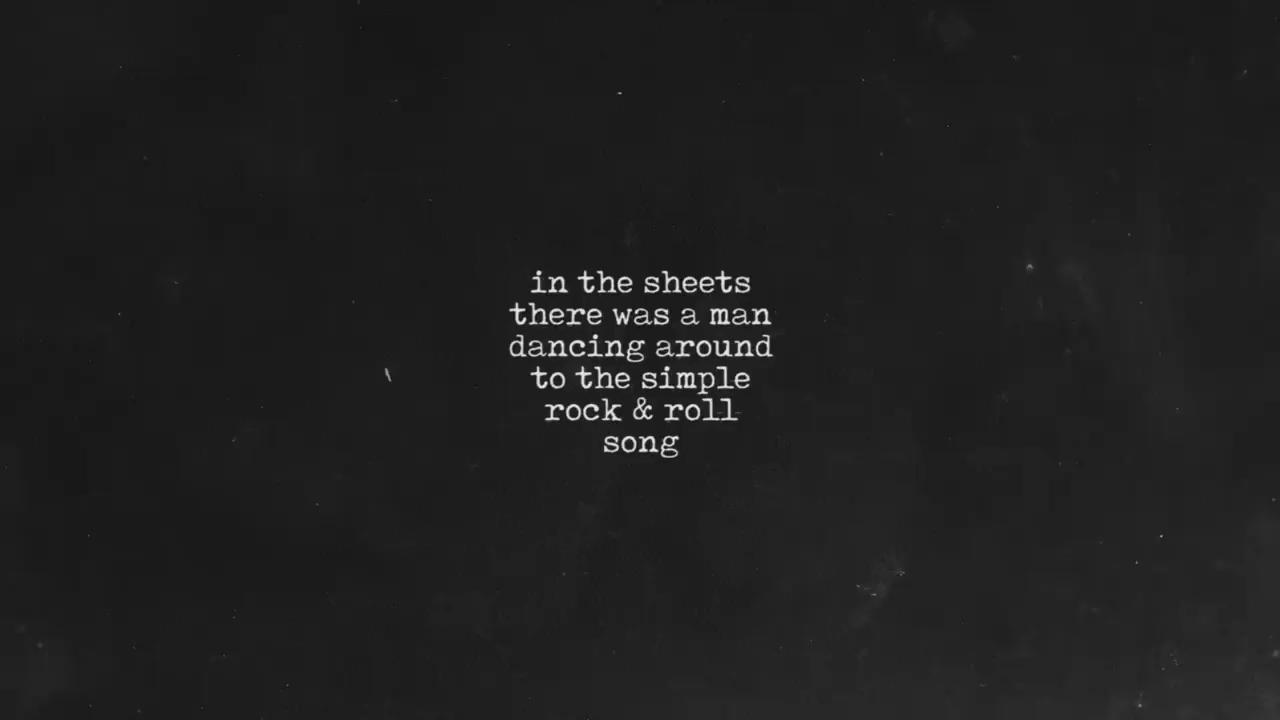 in the sheets
there was a man
dancing around
to the simple
rock & roll
song